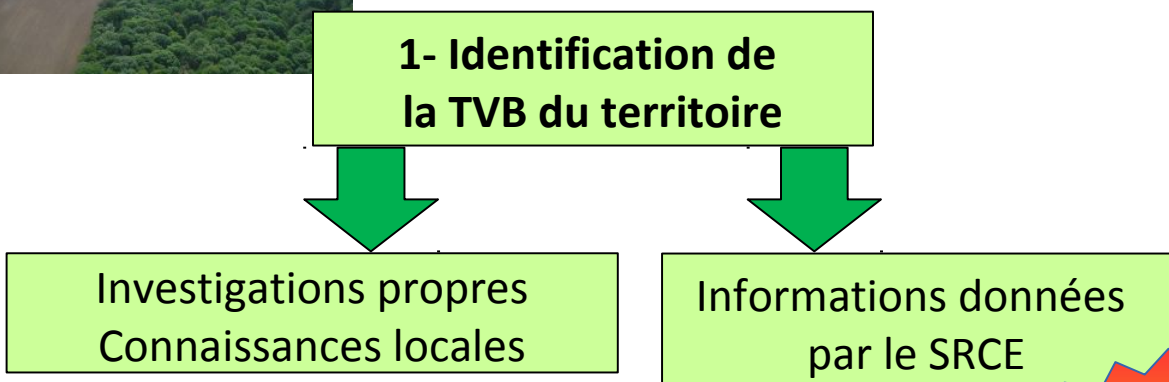 1- Identification de
la TVB du territoire
Investigations propres
Connaissances locales
Informations données
par le SRCE